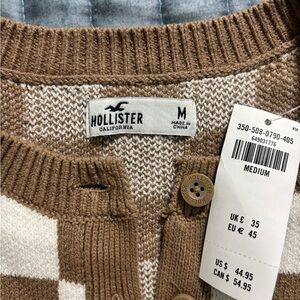 HOLLISTER
CALIFORNIA
M
MADE IN
CHINA
350-508-0790-405
649031776
MEDIUM
UK £ 35
EU € 45
US $ 44.95
CAN $ 54.95